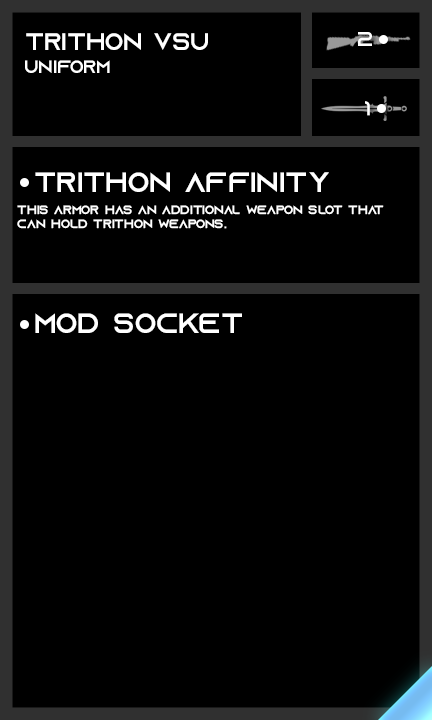 TRITHON VSU
UNIFORM
2
1
•TRITHON AFFINITY
THIS ARMOR HAS AN ADDITIONAL WEAPON SLOT THAT
CAN HOLD TRITHON WEAPONS.
•MOD SOCKET